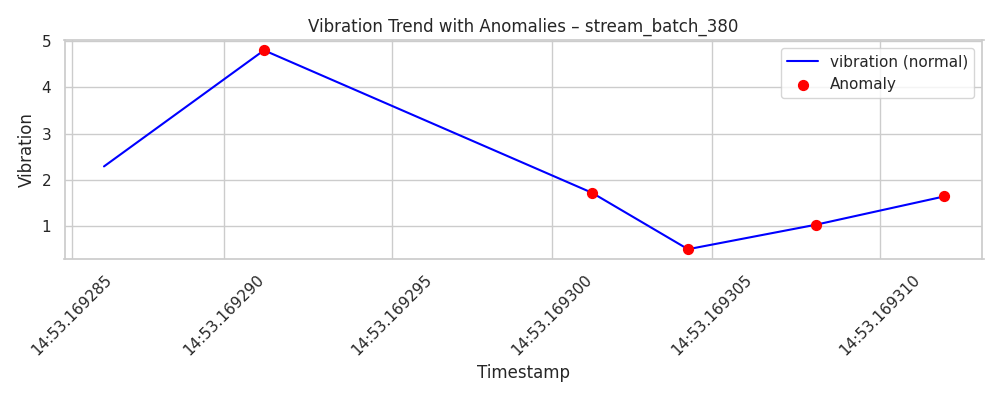 Vibration Trend with Anomalies – stream_batch_380
vibration (normal)
Anomaly
Vibration
5
4
3
2
1
14:53.169285
14:53.169290
14:53.169295
14:53.169300
14:53.169305
14:53.169310
Timestamp